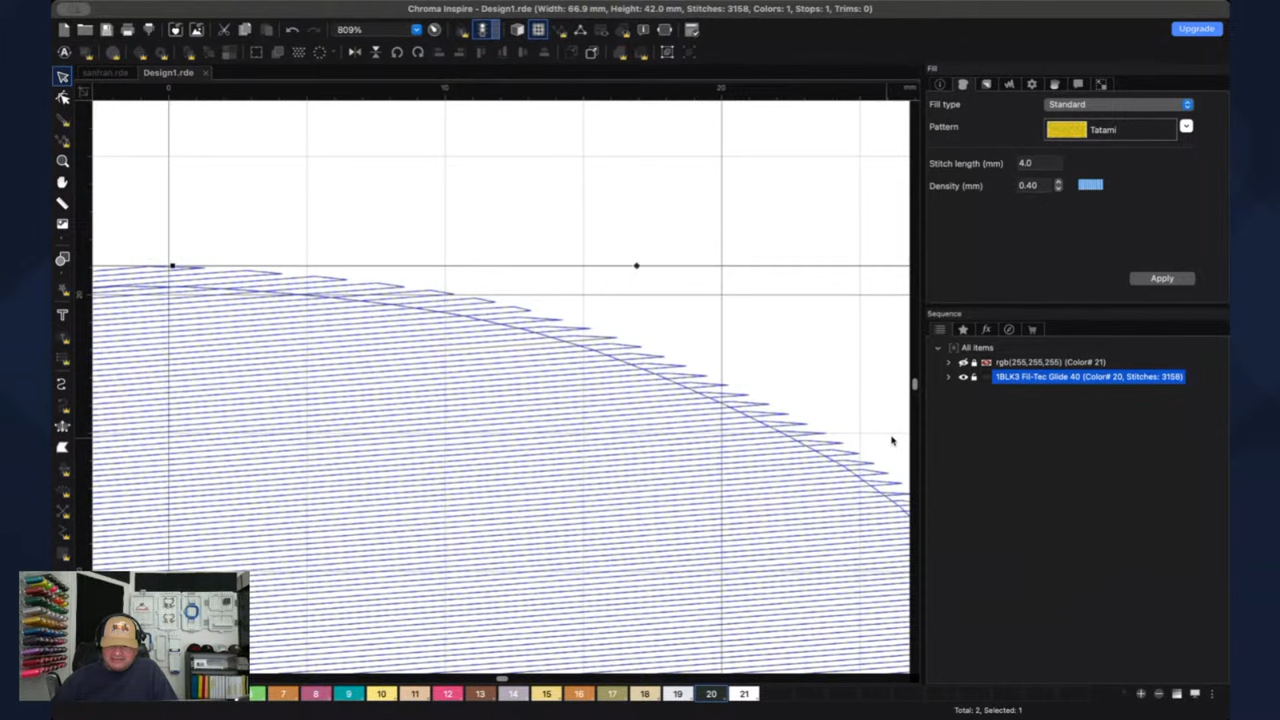 Chroma Inspire - Design1.rde (Width: 66.9 mm, Height: 42.0 mm, Stitches: 3158, Colors: 1, Stops: 1, Trims: 0)
809%
Upgrade
sanfran.rde
Design1.rde
Fill
0
10
20
mm
Fill type
Standard
Pattern
Tatami
Stitch length (mm)
4.0
Density (mm)
0.40
Apply
Sequence
All items
rgb(255,255,255) (Color# 21)
1BLK3 Fil-Tec Glide 40 (Color# 20, Stitches: 3158)
20
7 8 9 10 11 12 13 14 15 16 17 18 19 20 21
Total: 2, Selected: 1